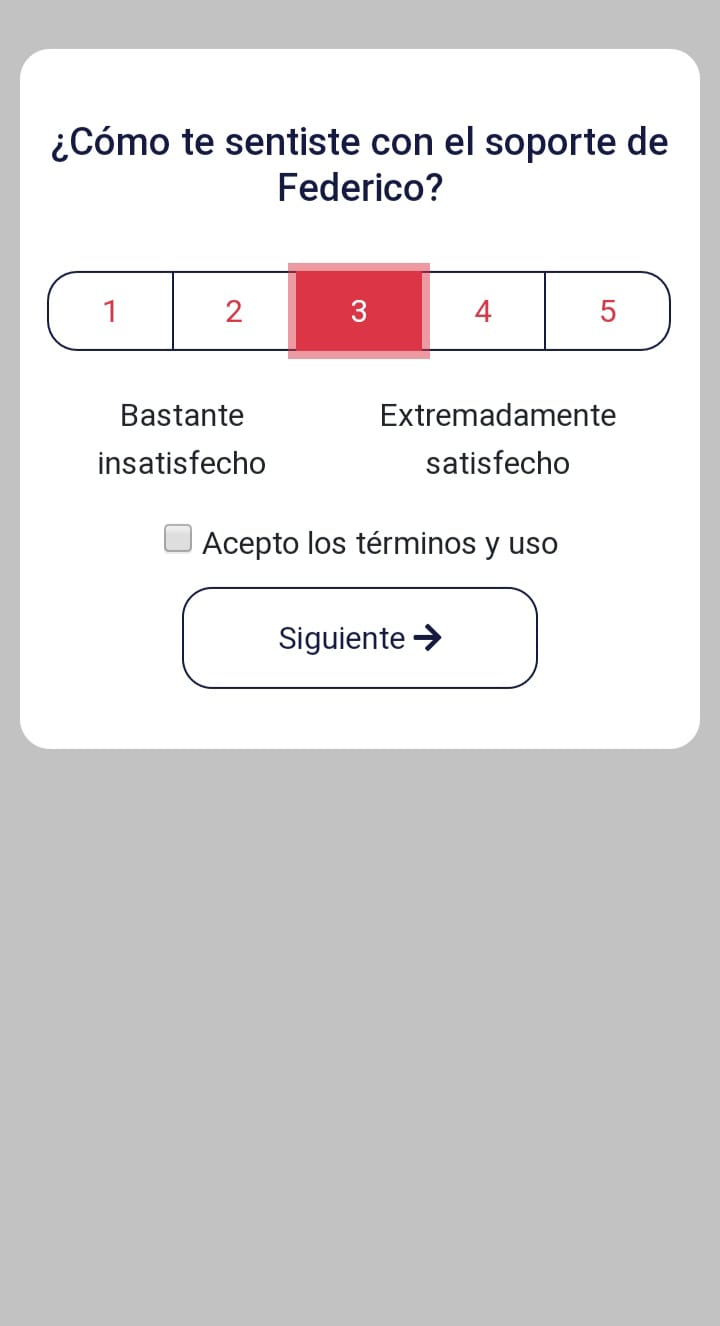 ¿Cómo te sentiste con el soporte de
Federico?
1 2 3 4 5
Bastante
insatisfecho
Extremadamente
satisfecho
Acepto los términos y uso
Siguiente →